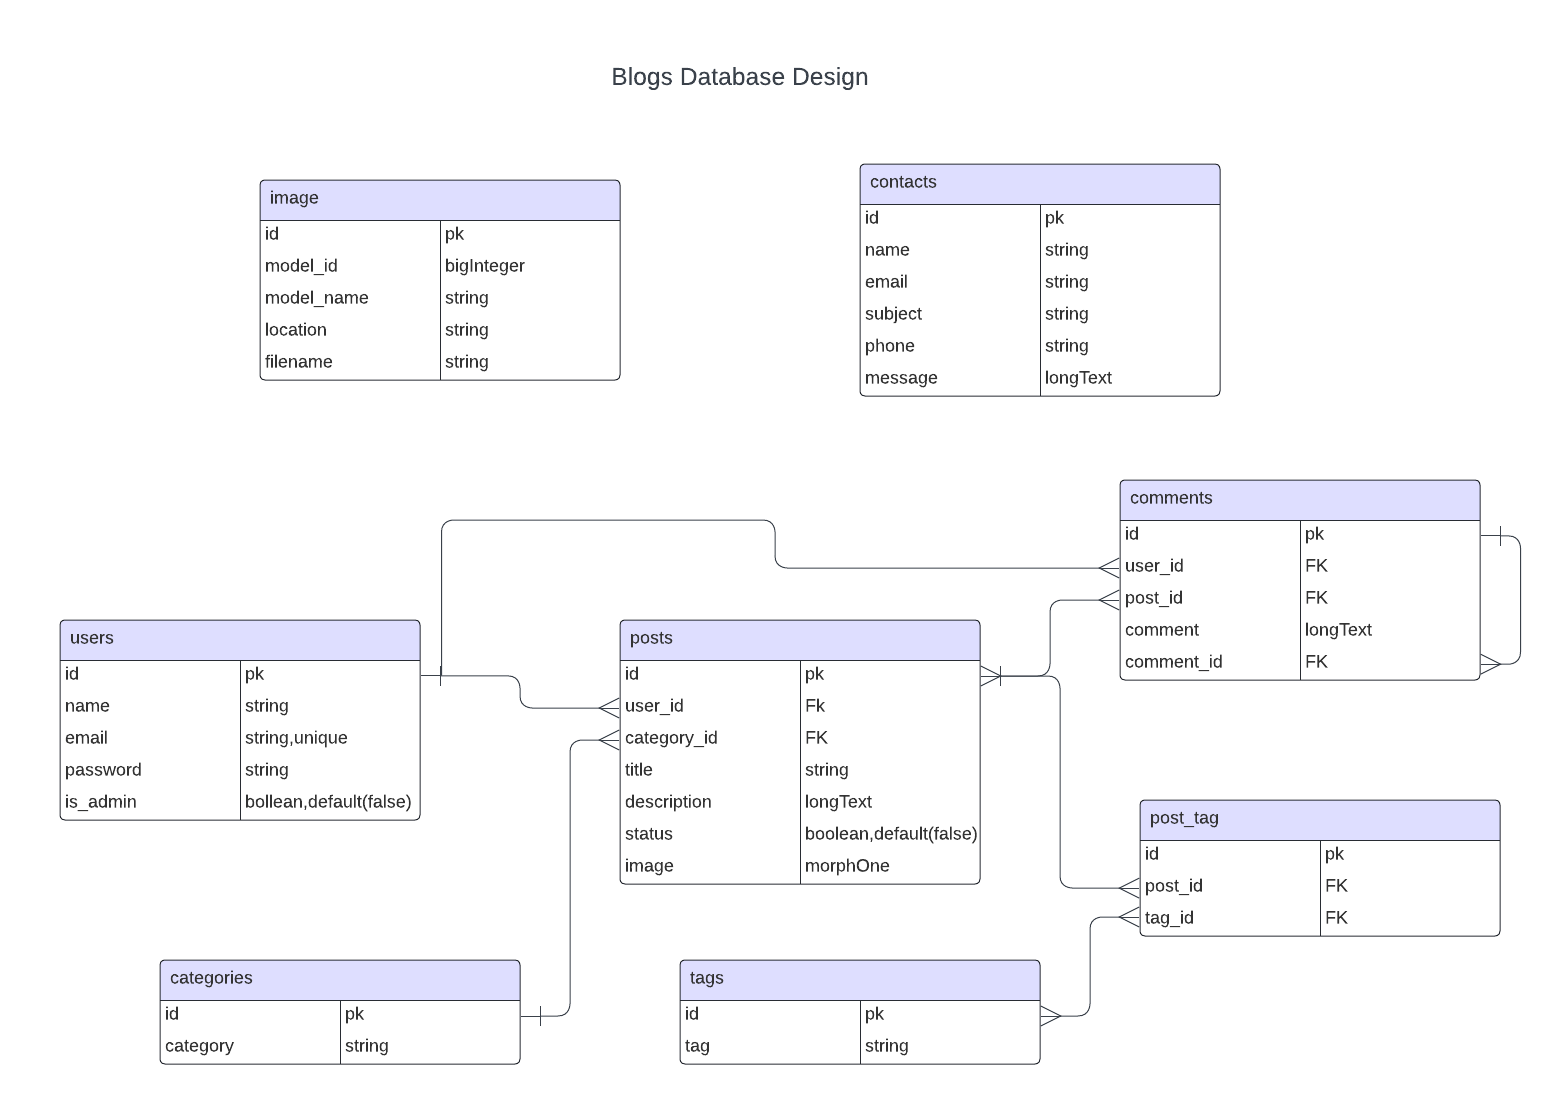 Blogs Database Design
image
id pk
model_id bigInteger
model_name string
location string
filename string
contacts
id pk
name string
email string
subject string
phone string
message longText
comments
id pk
user_id FK
post_id FK
comment longText
comment_id FK
users
id pk
name string
email string,unique
password string
is_admin bollean,default(false)
posts
id pk
user_id Fk
category_id FK
title string
description longText
status boolean,default(false)
image morphOne
post_tag
id pk
post_id FK
tag_id FK
categories
id pk
category string
tags
id pk
tag string